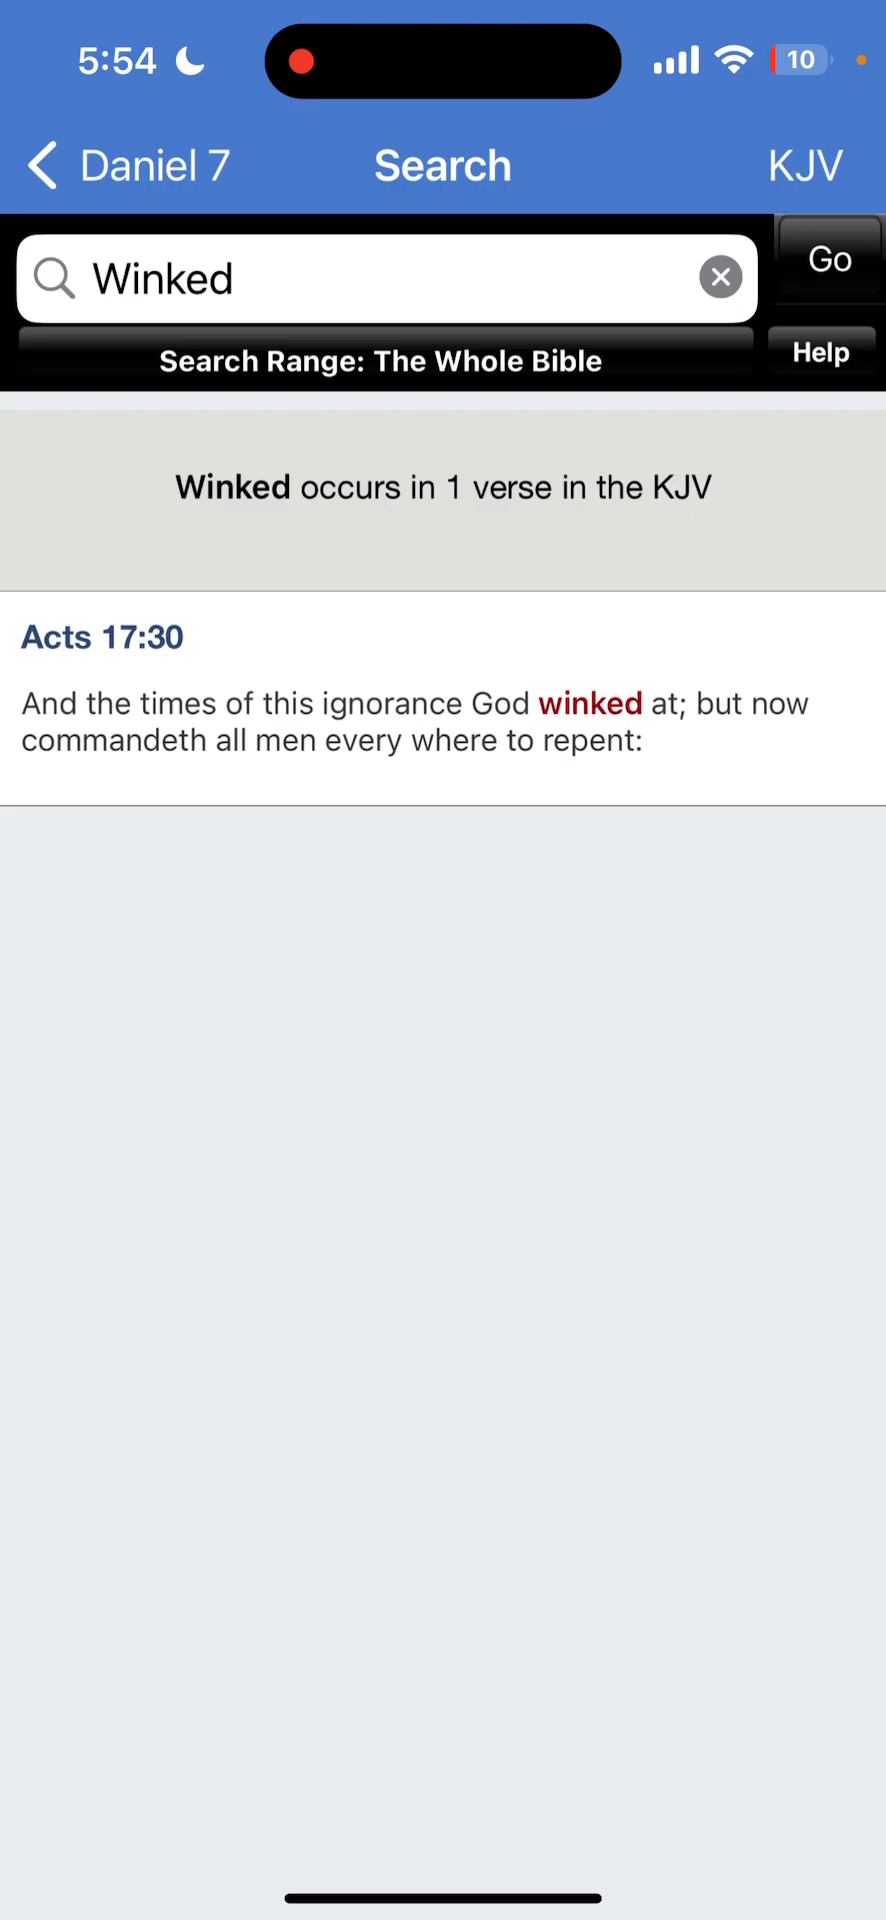 5:54
10
Daniel 7 Search KJV
Winked Go
Search Range: The Whole Bible Help
Winked occurs in 1 verse in the KJV
Acts 17:30
And the times of this ignorance God winked at; but now
commandeth all men every where to repent: